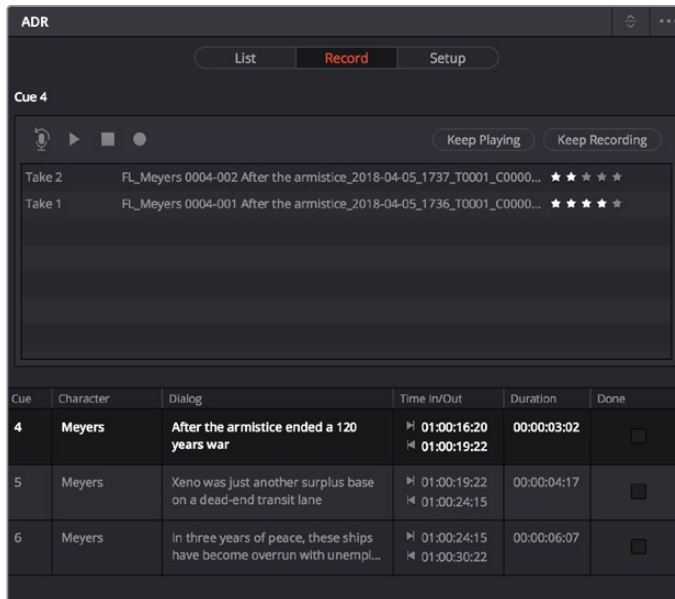 ADR
List Record Setup
Cue 4
Keep Playing Keep Recording
Take 2 FL_Meyers 0004-002 After the armistice_2018-04-05_1737_T0001_C0000...
Take 1 FL_Meyers 0004-001 After the armistice_2018-04-05_1736_T0001_C0000...
Cue Character Dialog Time In/Out Duration Done
4 Meyers After the armistice ended a 120 01:00:16:20 00:00:03:02
years war 01:00:19:22
5 Meyers Xeno was just another surplus base 01:00:19:22 00:00:04:17
on a dead-end transit lane 01:00:24:15
6 Meyers In three years of peace, these ships 01:00:24:15 00:00:06:07
have become overrun with unempl... 01:00:30:22